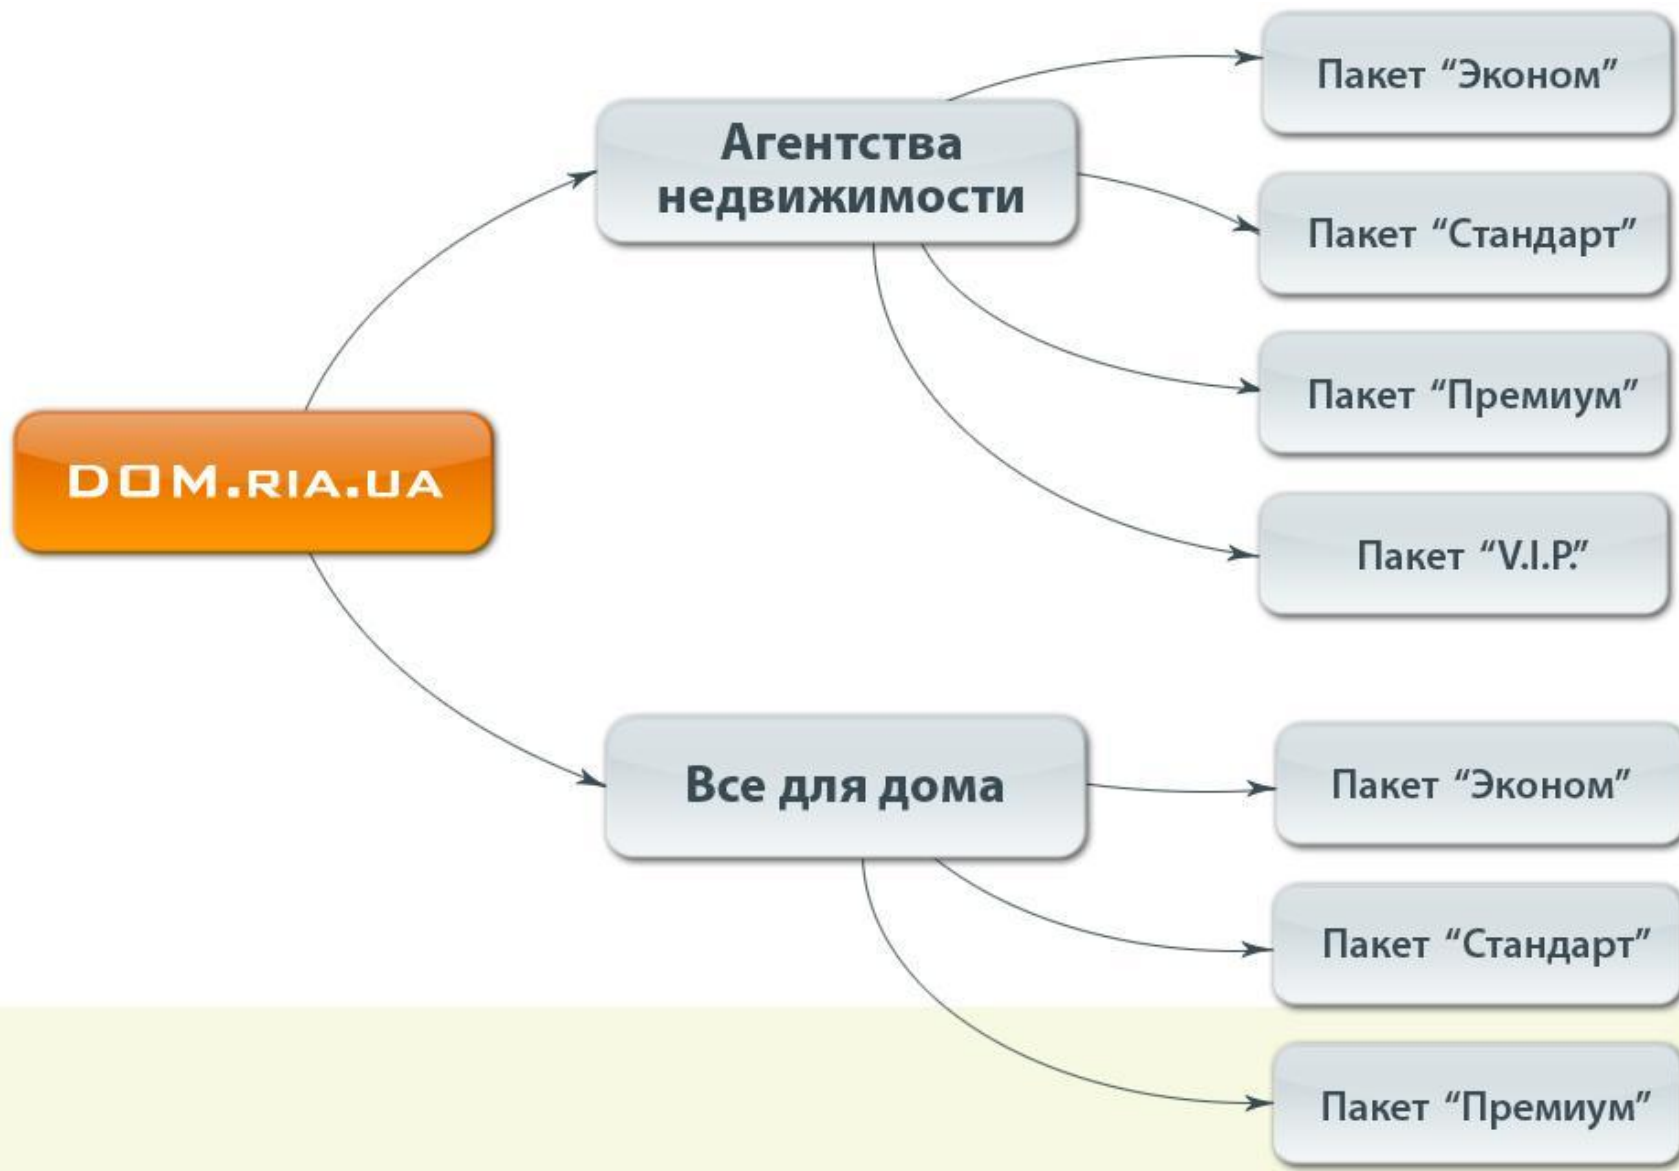 DOM.RIA.UA
Агентства
недвижимости
Пакет “Эконом”
Пакет “Стандарт”
Пакет “Премиум”
Пакет “V.I.P.”
Все для дома
Пакет “Эконом”
Пакет “Стандарт”
Пакет “Премиум”